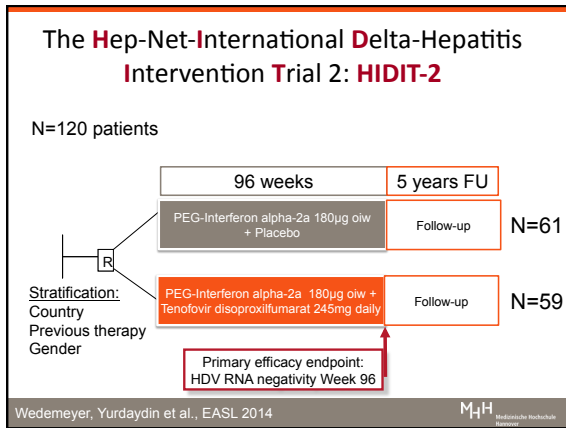 The Hep-Net-International Delta-Hepatitis
Intervention Trial 2: HIDIT-2
N=120 patients
96 weeks
5 years FU
PEG-Interferon alpha-2a 180µg oiw
+ Placebo
Follow-up
N=61
R
PEG-Interferon alpha-2a 180µg oiw +
Tenofovir disoproxilfumarat 245mg daily
Follow-up
N=59
Stratification:
Country
Previous therapy
Gender
Primary efficacy endpoint:
HDV RNA negativity Week 96
Wedemeyer, Yurdaydin et al., EASL 2014
MHH
Medizinische Hochschule
Hannover